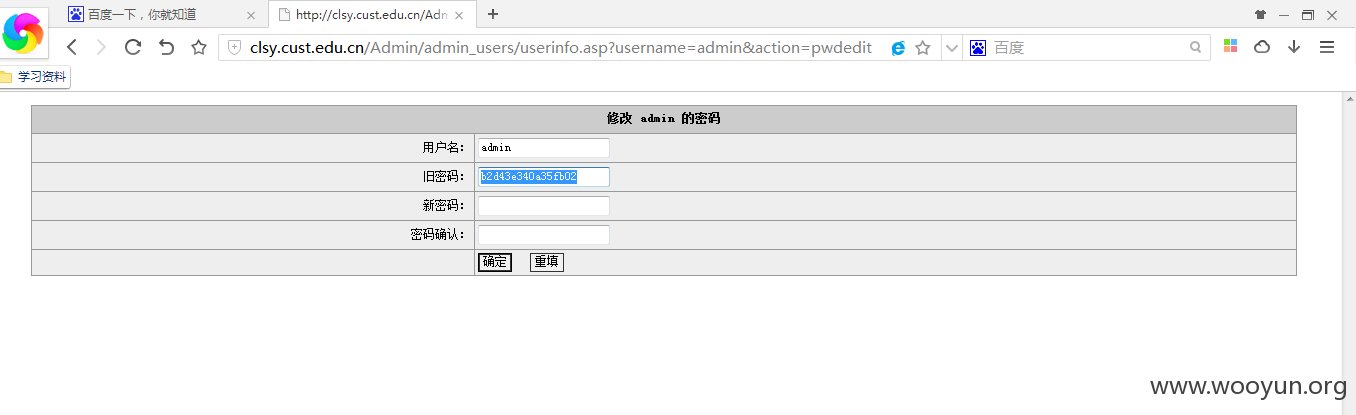 百度一下，你就知道
http://clsy.cust.edu.cn/Adn
clsy.cust.edu.cn/Admin/admin_users/userinfo.asp?username=admin&action=pwdedit
百度
学习资料
修改 admin 的密码
用户名： admin
旧密码： b2d43e340a35fb02
新密码：
密码确认：
确定 重填
www.wooyun.org